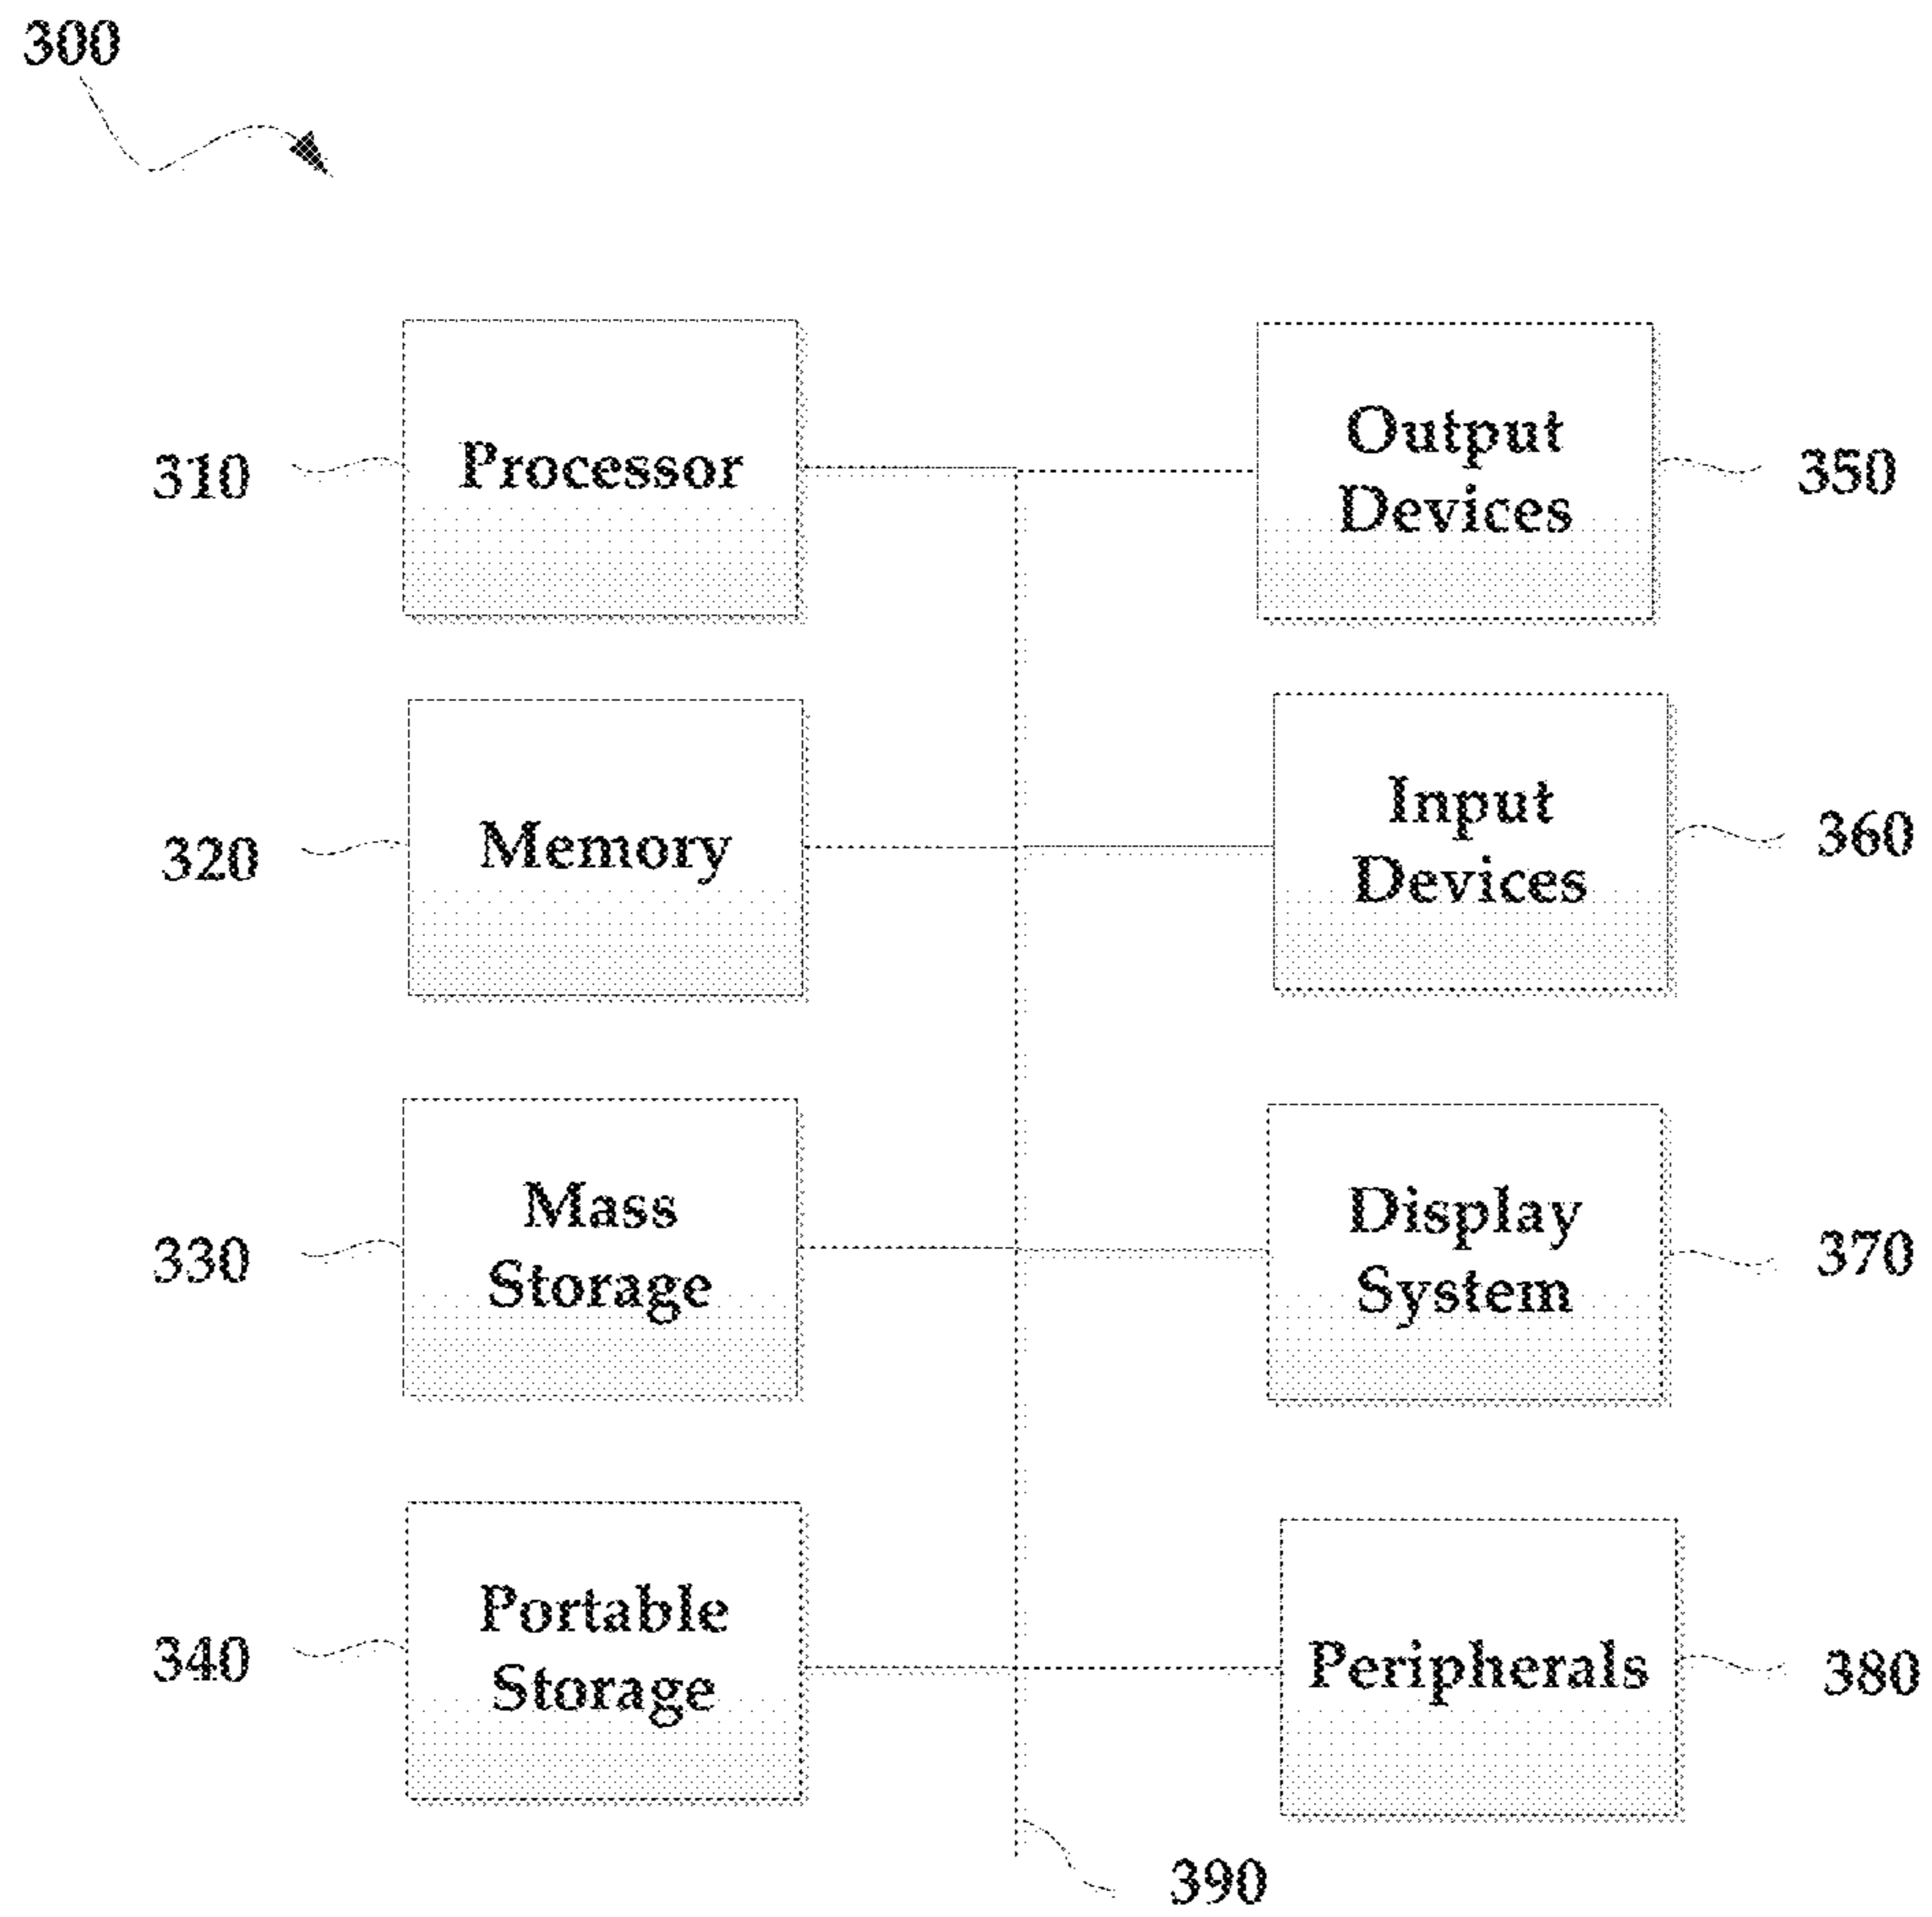 300
310
Processor
Output
Devices
350
320
Memory
Input
Devices
360
330
Mass
Storage
Display
System
370
340
Portable
Storage
Peripherals
380
390